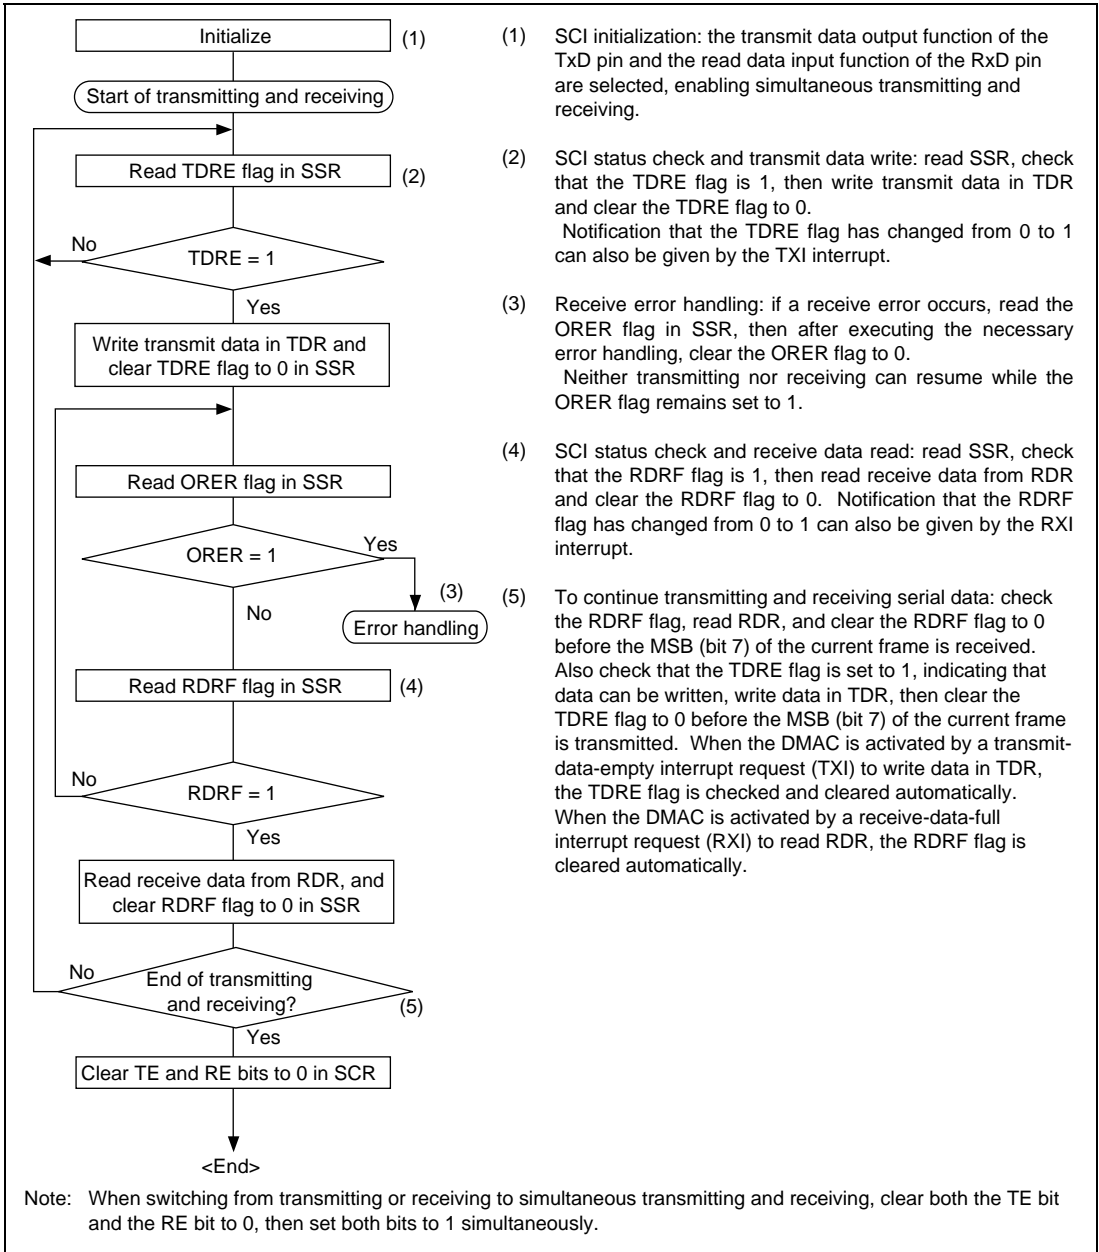 Initialize
(1)
Start of transmitting and receiving
Read TDRE flag in SSR
(2)
No
TDRE = 1
Yes
Write transmit data in TDR and
clear TDRE flag to 0 in SSR
Read ORER flag in SSR
ORER = 1
Yes
(3)
No
Error handling
Read RDRF flag in SSR
(4)
No
RDRF = 1
Yes
Read receive data from RDR, and
clear RDRF flag to 0 in SSR
No
End of transmitting
and receiving?
(5)
Yes
Clear TE and RE bits to 0 in SCR
<End>
(1) SCI initialization: the transmit data output function of the
TxD pin and the read data input function of the RxD pin
are selected, enabling simultaneous transmitting and
receiving.
(2) SCI status check and transmit data write: read SSR, check
that the TDRE flag is 1, then write transmit data in TDR
and clear the TDRE flag to 0.
Notification that the TDRE flag has changed from 0 to 1
can also be given by the TXI interrupt.
(3) Receive error handling: if a receive error occurs, read the
ORER flag in SSR, then after executing the necessary
error handling, clear the ORER flag to 0.
Neither transmitting nor receiving can resume while the
ORER flag remains set to 1.
(4) SCI status check and receive data read: read SSR, check
that the RDRF flag is 1, then read receive data from RDR
and clear the RDRF flag to 0. Notification that the RDRF
flag has changed from 0 to 1 can also be given by the RXI
interrupt.
(5) To continue transmitting and receiving serial data: check
the RDRF flag, read RDR, and clear the RDRF flag to 0
before the MSB (bit 7) of the current frame is received.
Also check that the TDRE flag is set to 1, indicating that
data can be written, write data in TDR, then clear the
TDRE flag to 0 before the MSB (bit 7) of the current frame
is transmitted. When the DMAC is activated by a transmit-
data-empty interrupt request (TXI) to write data in TDR,
the TDRE flag is checked and cleared automatically.
When the DMAC is activated by a receive-data-full
interrupt request (RXI) to read RDR, the RDRF flag is
cleared automatically.
Note: When switching from transmitting or receiving to simultaneous transmitting and receiving, clear both the TE bit
and the RE bit to 0, then set both bits to 1 simultaneously.